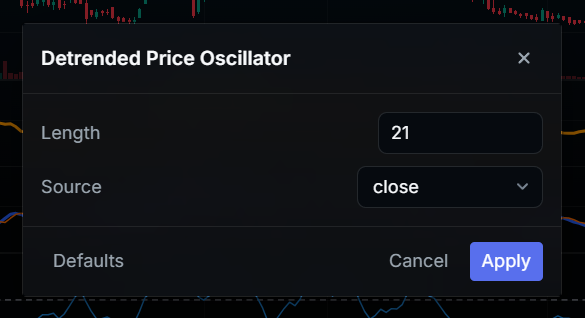 Detrended Price Oscillator
Length
21
Source
close
Defaults
Cancel
Apply